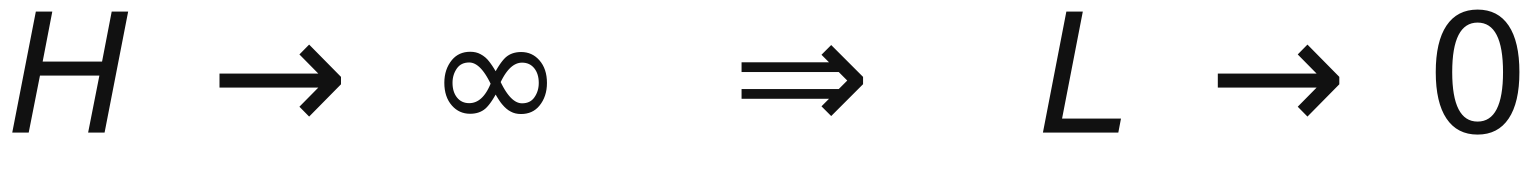 H → ∞ ⇒ L → 0